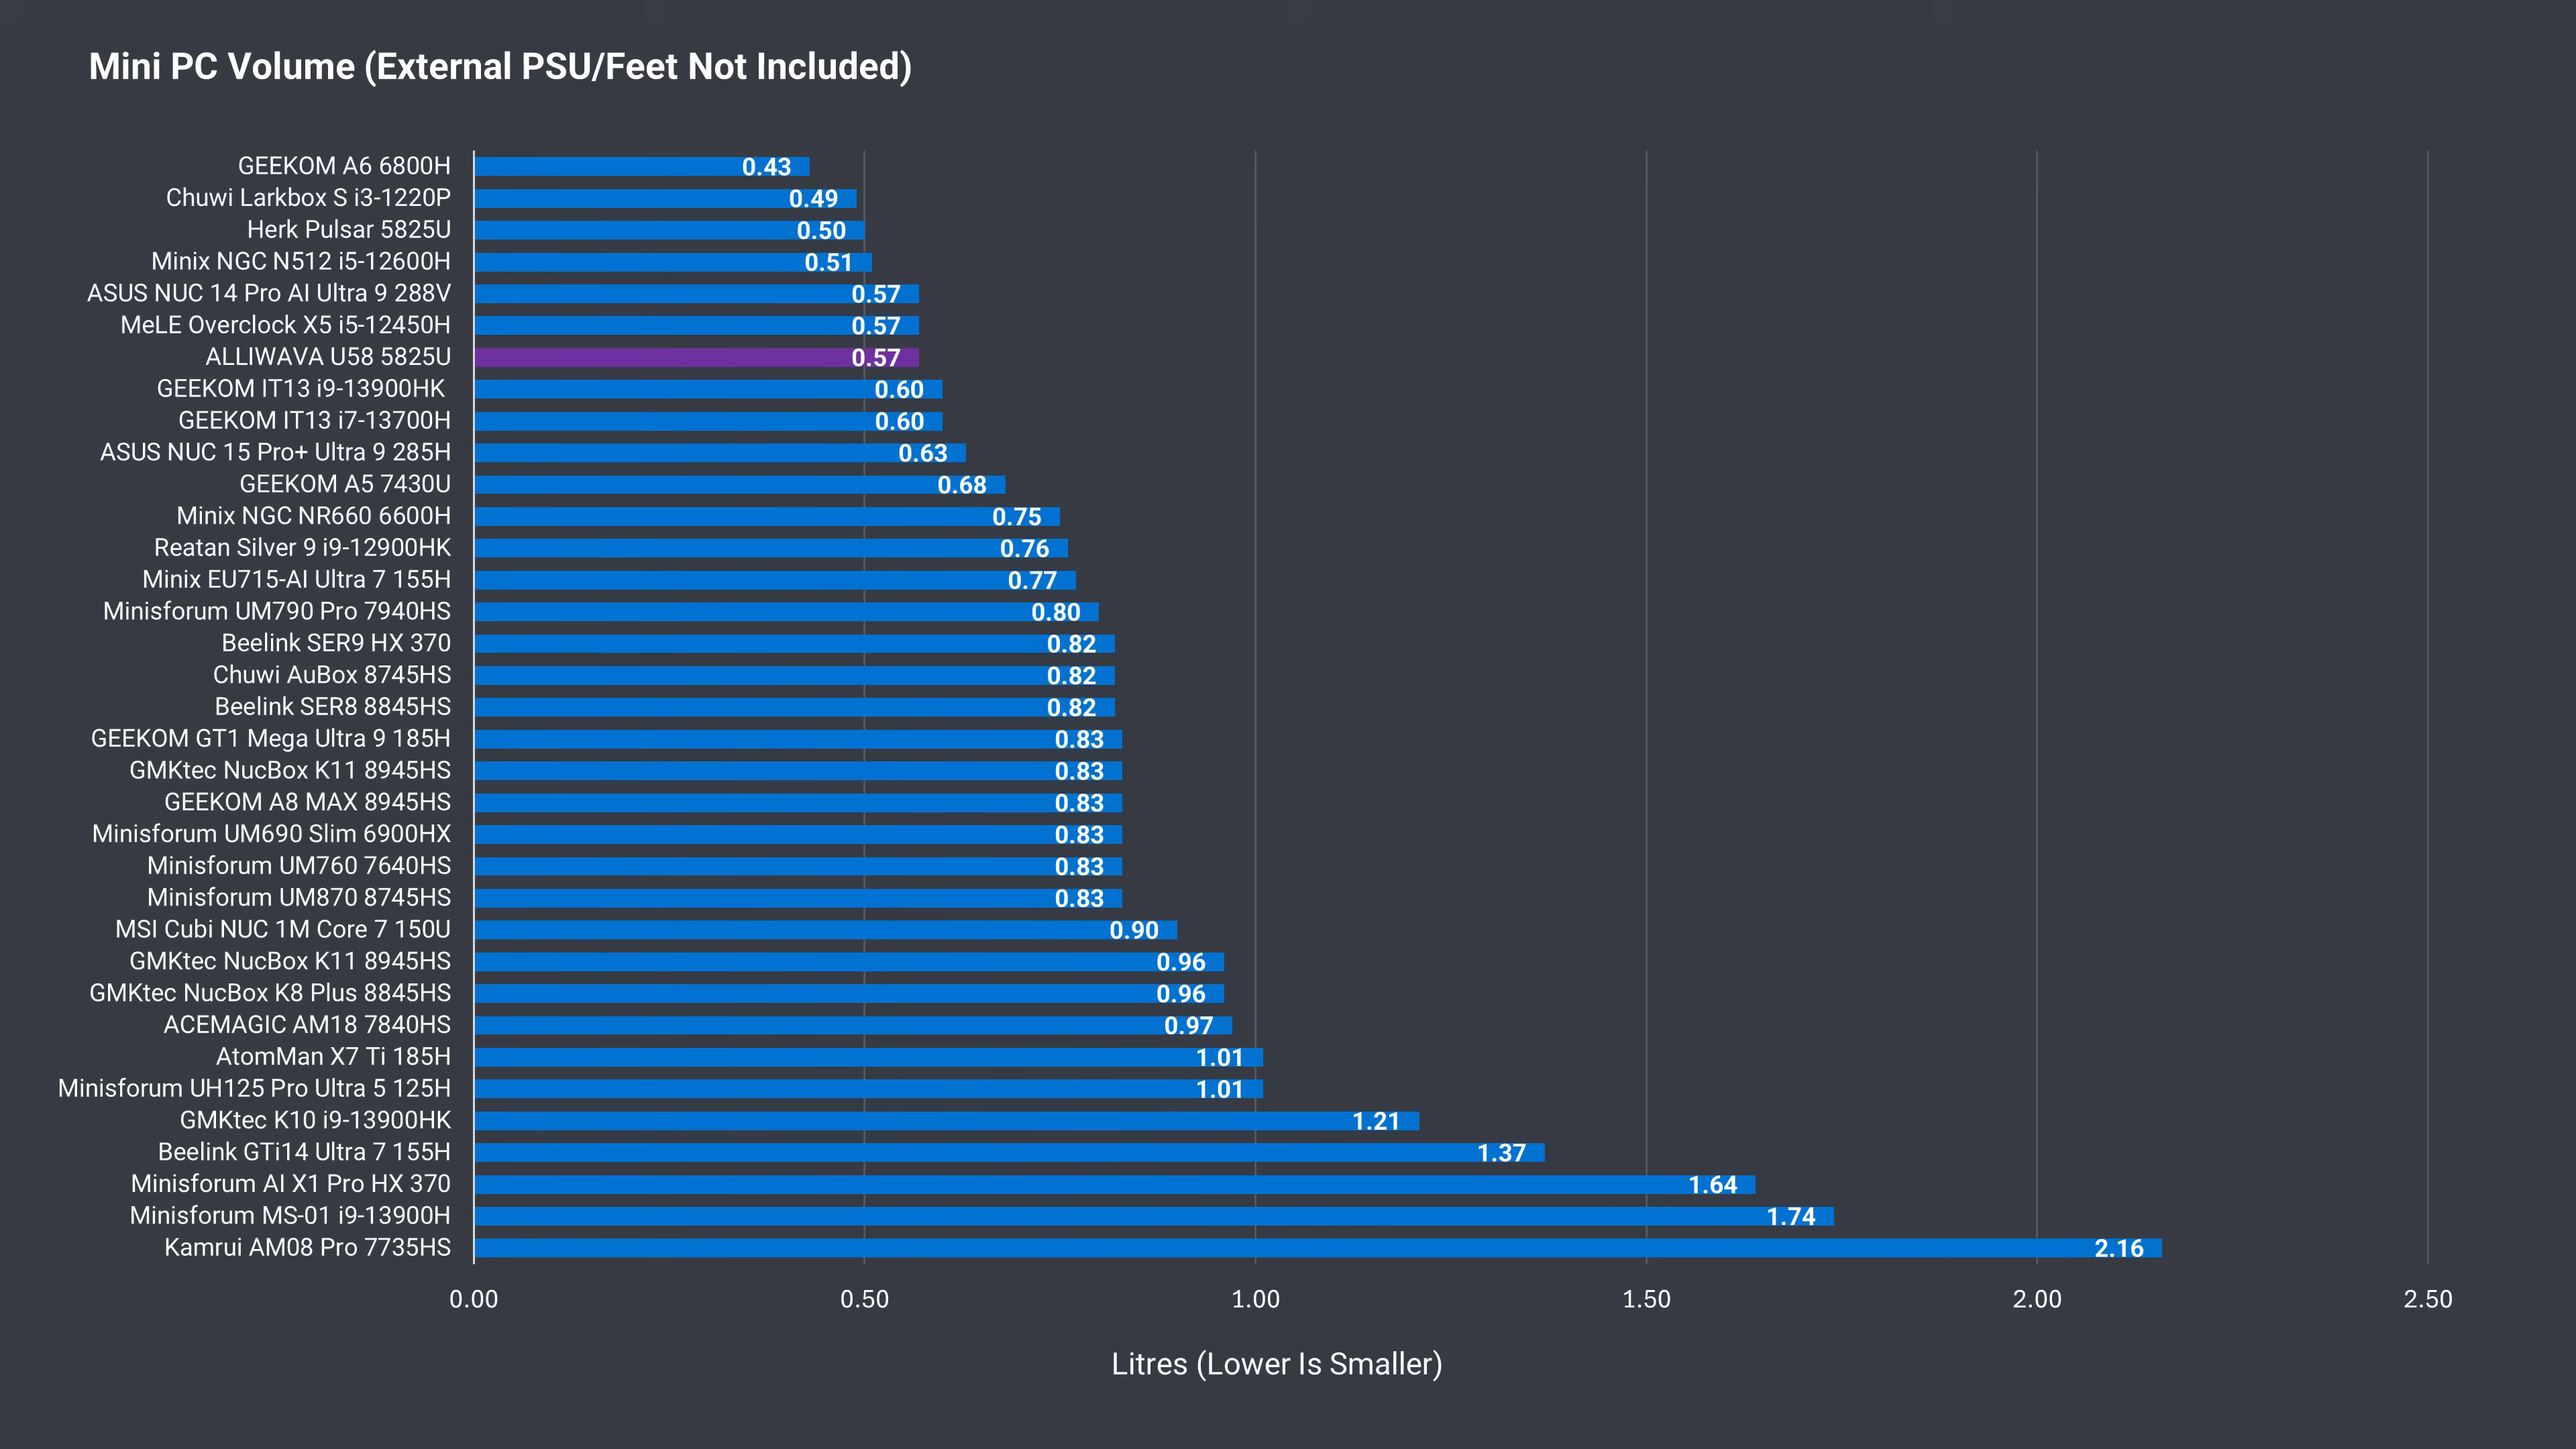 Mini PC Volume (External PSU/Feet Not Included)
GEEKOM A6 6800H 0.43
Chuwi Larkbox S i3-1220P 0.49
Herk Pulsar 5825U 0.50
Minix NGC N512 i5-12600H 0.51
ASUS NUC 14 Pro AI Ultra 9 288V 0.57
MeLE Overclock X5 i5-12450H 0.57
ALLIWAVA U58 5825U 0.57
GEEKOM IT13 i9-13900HK 0.60
GEEKOM IT13 i7-13700H 0.60
ASUS NUC 15 Pro+ Ultra 9 285H 0.63
GEEKOM A5 7430U 0.68
Minix NGC NR660 6600H 0.75
Reatan Silver 9 i9-12900HK 0.76
Minix EU715-AI Ultra 7 155H 0.77
Minisforum UM790 Pro 7940HS 0.80
Beelink SER9 HX 370 0.82
Chuwi AuBox 8745HS 0.82
Beelink SER8 8845HS 0.82
GEEKOM GT1 Mega Ultra 9 185H 0.83
GMKtec NucBox K11 8945HS 0.83
GEEKOM A8 MAX 8945HS 0.83
Minisforum UM690 Slim 6900HX 0.83
Minisforum UM760 7640HS 0.83
Minisforum UM870 8745HS 0.83
MSI Cubi NUC 1M Core 7 150U 0.90
GMKtec NucBox K11 8945HS 0.96
GMKtec NucBox K8 Plus 8845HS 0.96
ACEMAGIC AM18 7840HS 0.97
AtomMan X7 Ti 185H 1.01
Minisforum UH125 Pro Ultra 5 125H 1.01
GMKtec K10 i9-13900HK 1.21
Beelink GTi14 Ultra 7 155H 1.37
Minisforum AI X1 Pro HX 370 1.64
Minisforum MS-01 i9-13900H 1.74
Kamrui AM08 Pro 7735HS 2.16
0.00 0.50 1.00 1.50 2.00 2.50
Litres (Lower Is Smaller)